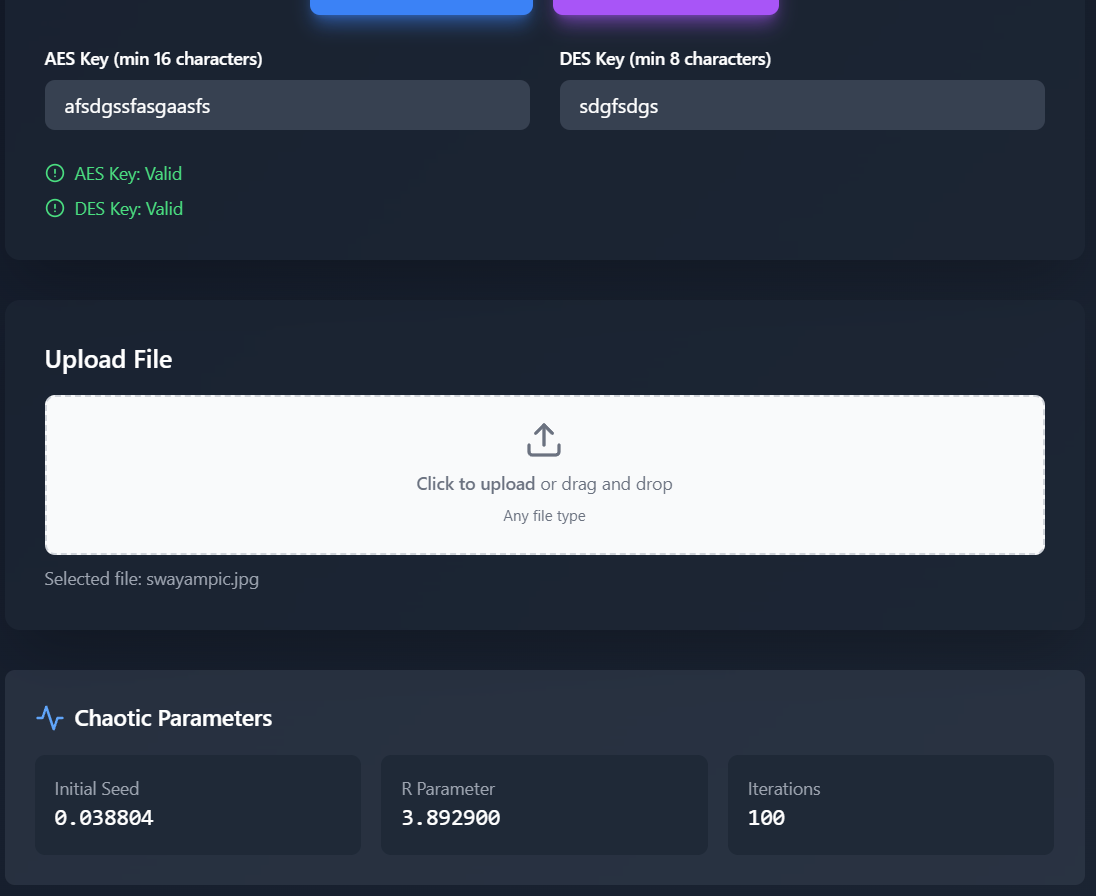 AES Key (min 16 characters)
DES Key (min 8 characters)
afsdgssfasgaasfs
sdgfsdgs
AES Key: Valid
DES Key: Valid
Upload File
Click to upload or drag and drop
Any file type
Selected file: swayampic.jpg
Chaotic Parameters
Initial Seed
0.038804
R Parameter
3.892900
Iterations
100